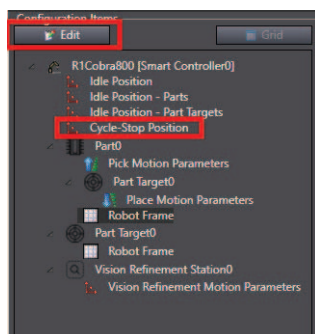 Configuration Items
Edit
Grid
R1Cobra800 [Smart Controller0]
Idle Position
Idle Position - Parts
Idle Position - Part Targets
Cycle-Stop Position
Part0
Pick Motion Parameters
Part Target0
Place Motion Parameters
Robot Frame
Part Target0
Robot Frame
Vision Refinement Station0
Vision Refinement Motion Parameters